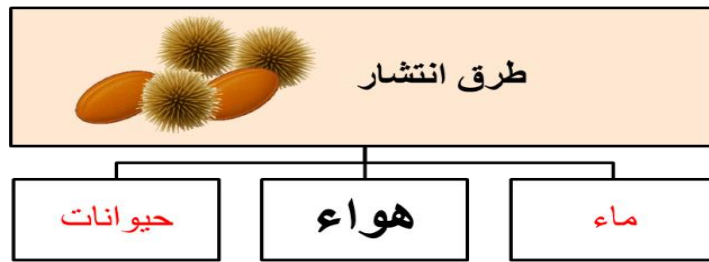 طرق انتشار
ماء
هواء
حيوانات